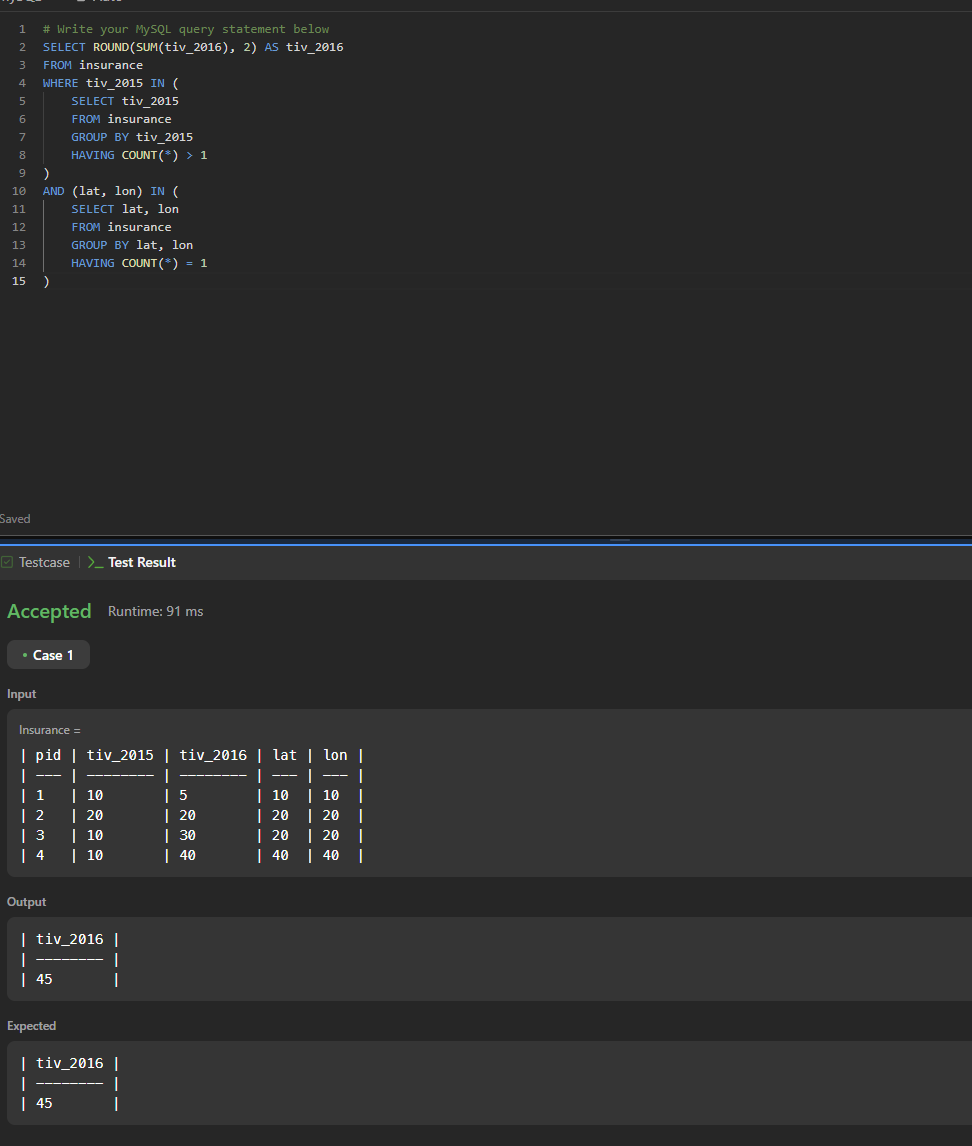 1 # Write your MySQL query statement below
2 SELECT ROUND(SUM(tiv_2016), 2) AS tiv_2016
3 FROM insurance
4 WHERE tiv_2015 IN (
5 SELECT tiv_2015
6 FROM insurance
7 GROUP BY tiv_2015
8 HAVING COUNT(*) > 1
9 )
10 AND (lat, lon) IN (
11 SELECT lat, lon
12 FROM insurance
13 GROUP BY lat, lon
14 HAVING COUNT(*) = 1
15 )
Saved
Testcase | >_ Test Result
Accepted Runtime: 91 ms
• Case 1
Input
Insurance =
| pid | tiv_2015 | tiv_2016 | lat | lon |
| --- | -------- | -------- | --- | --- |
| 1 | 10 | 5 | 10 | 10 |
| 2 | 20 | 20 | 20 | 20 |
| 3 | 10 | 30 | 20 | 20 |
| 4 | 10 | 40 | 40 | 40 |
Output
| tiv_2016 |
| -------- |
| 45 |
Expected
| tiv_2016 |
| -------- |
| 45 |